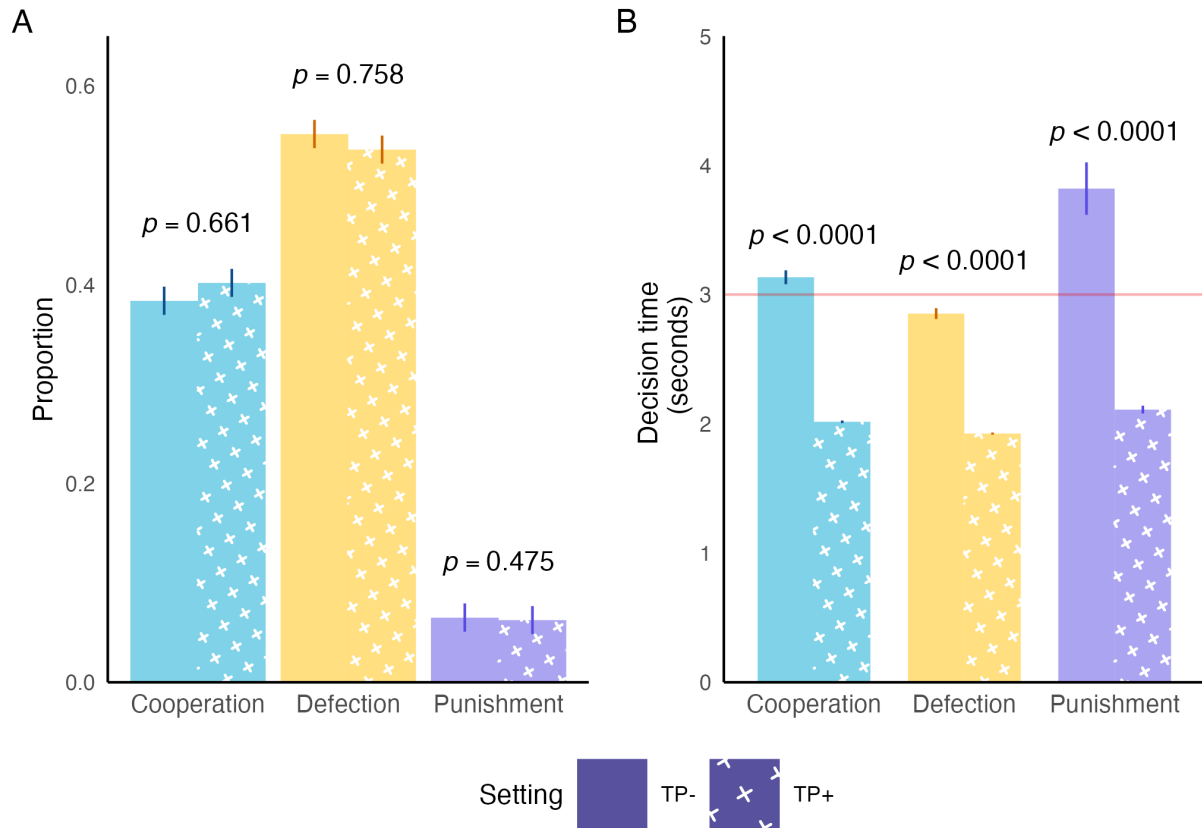 A
Proportion
0.6
0.4
0.2
0.0
p = 0.661
p = 0.758
p = 0.475
Cooperation
Defection
Punishment
B
Decision time
(seconds)
5
4
3
2
1
0
p < 0.0001
p < 0.0001
p < 0.0001
Cooperation
Defection
Punishment
Setting
TP-
TP+